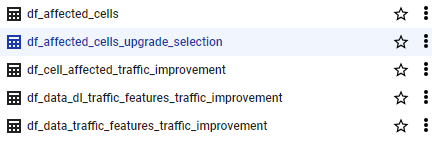 df_affected_cells
df_affected_cells_upgrade_selection
df_cell_affected_traffic_improvement
df_data_dl_traffic_features_traffic_improvement
df_data_traffic_features_traffic_improvement